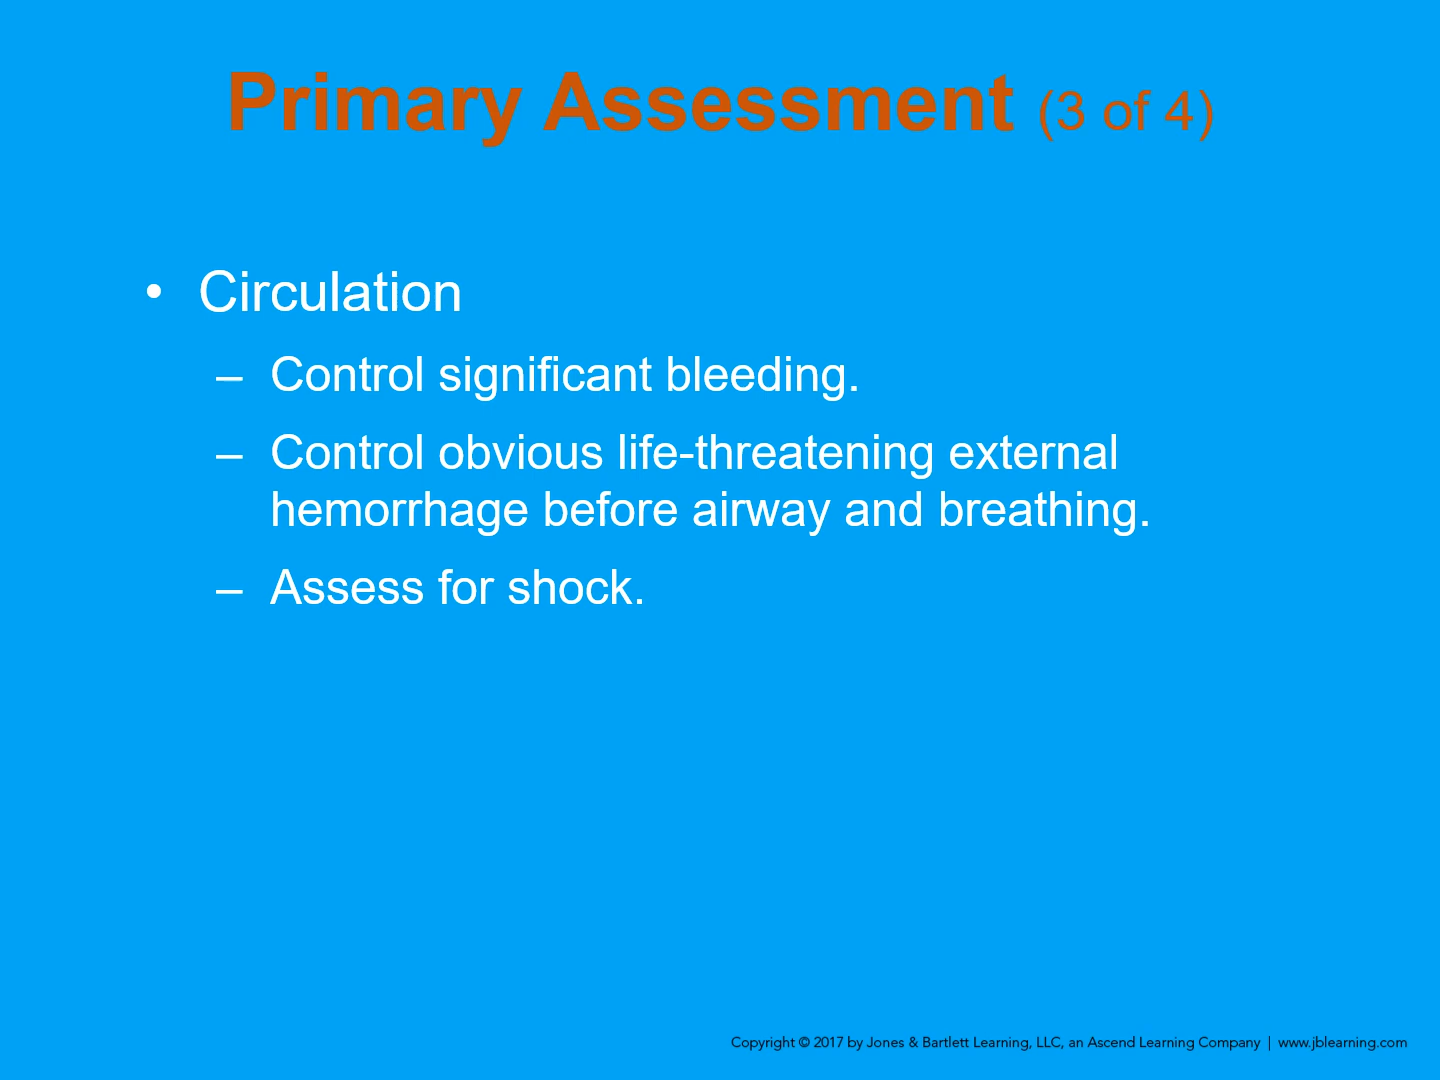 Primary Assessment (3 of 4)
• Circulation
– Control significant bleeding.
– Control obvious life-threatening external
hemorrhage before airway and breathing.
– Assess for shock.
Copyright © 2017 by Jones & Bartlett Learning, LLC, an Ascend Learning Company | www.jblearning.com